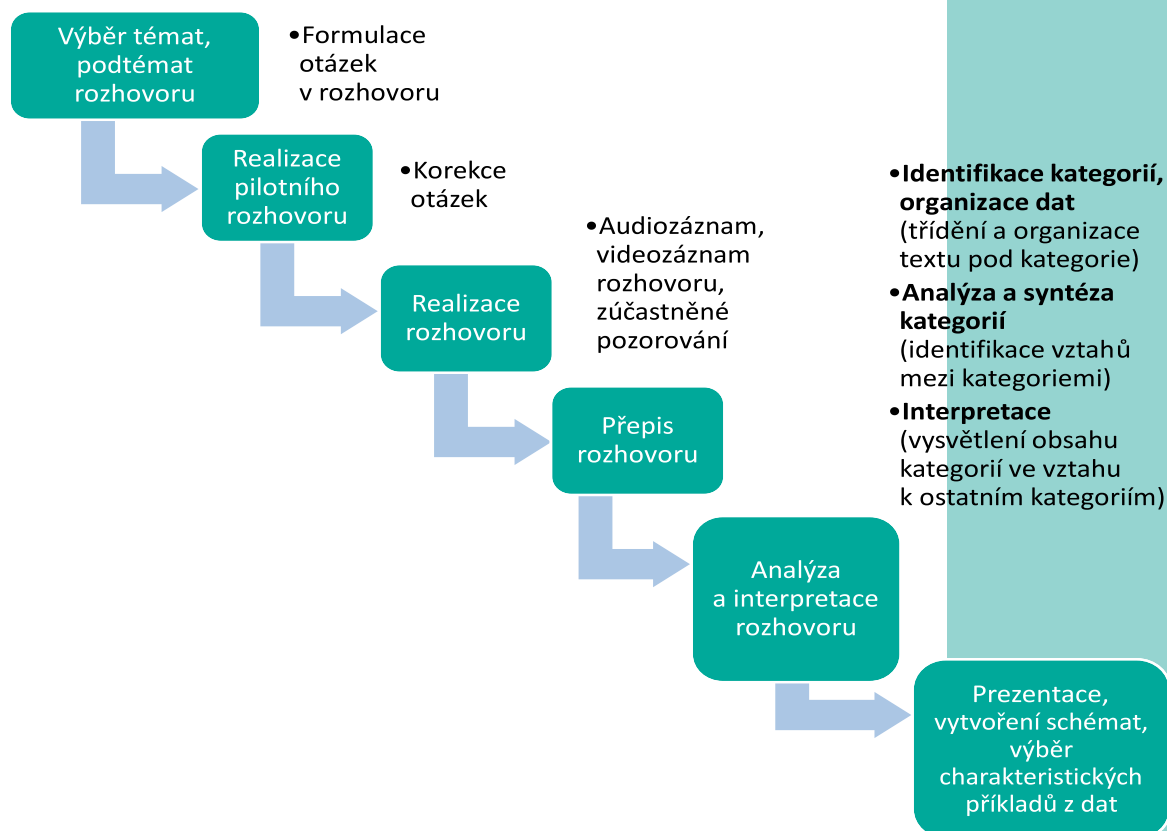 Výběr témat,
podtémat
rozhovoru
•Formulace
otázek
v rozhovoru
Realizace
pilotního
rozhovoru
•Korekce
otázek
Realizace
rozhovoru
•Audiozáznam,
videozáznam
rozhovoru,
zúčastněné
pozorování
Přepis
rozhovoru
Analýza
a interpretace
rozhovoru
•Identifikace kategorií,
organizace dat
(třídění a organizace
textu pod kategorie)
•Analýza a syntéza
kategorií
(identifikace vztahů
mezi kategoriemi)
•Interpretace
(vysvětlení obsahu
kategorií ve vztahu
k ostatním kategoriím)
Prezentace,
vytvoření schémat,
výběr
charakteristických
příkladů z dat